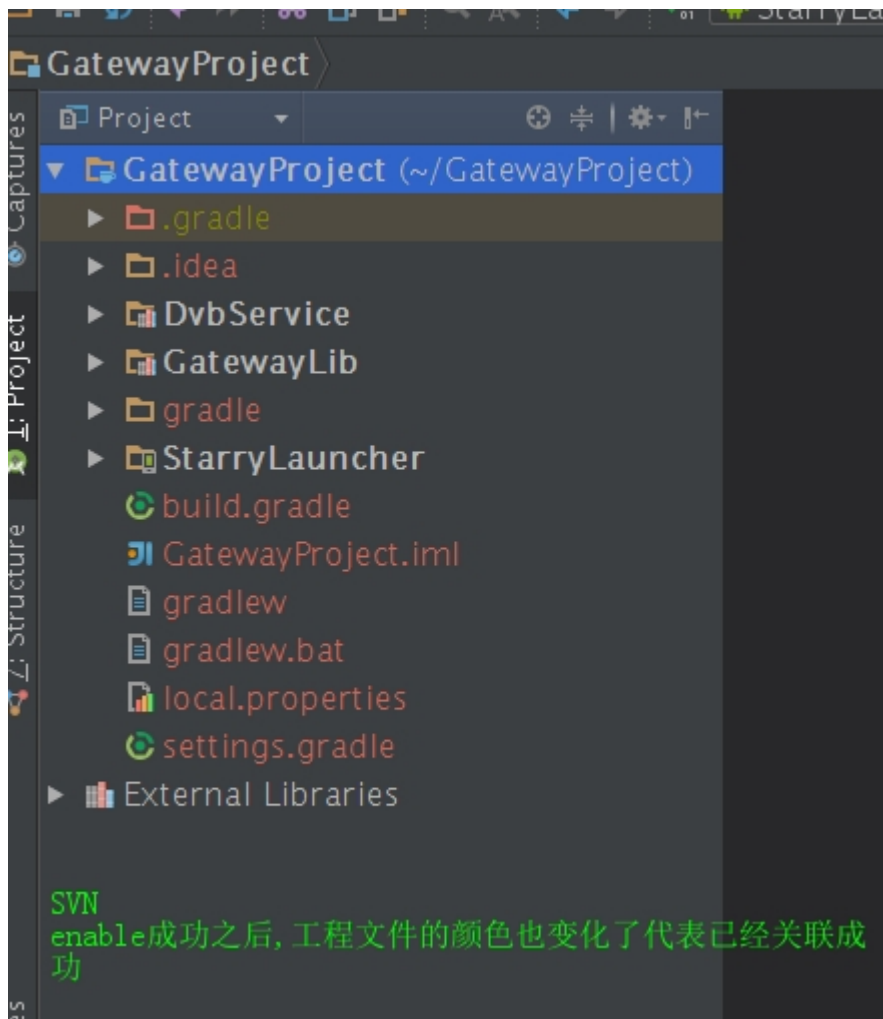 01
GatewayProject
Captures
Project
GatewayProject (~/GatewayProject)
.gradle
.idea
DvbService
1: Project
GatewayLib
gradle
StarryLauncher
build.gradle
GatewayProject.iml
gradlew
gradlew.bat
local.properties
settings.gradle
External Libraries
Structure
SVN
enable成功之后,工程文件的颜色也变化了代表已经关联成
功